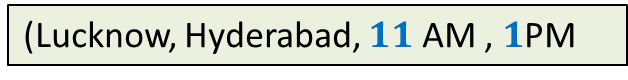 (Lucknow, Hyderabad, 11 AM , 1PM